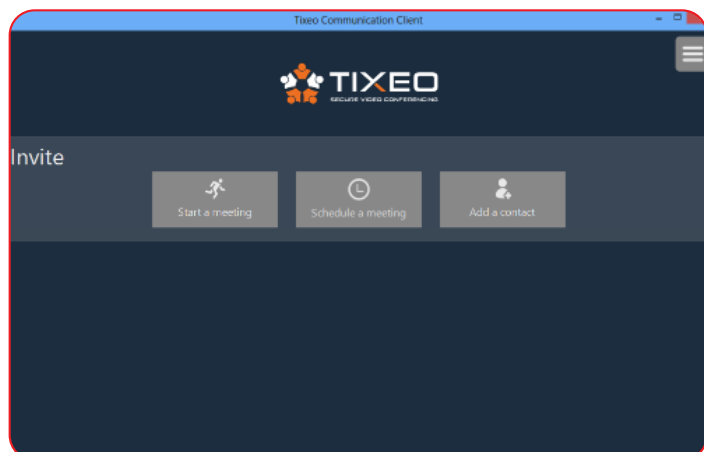 Tixeo Communication Client
TIXEO
SECURE VIDEO CONFERENCING
Invite
Start a meeting
Schedule a meeting
Add a contact